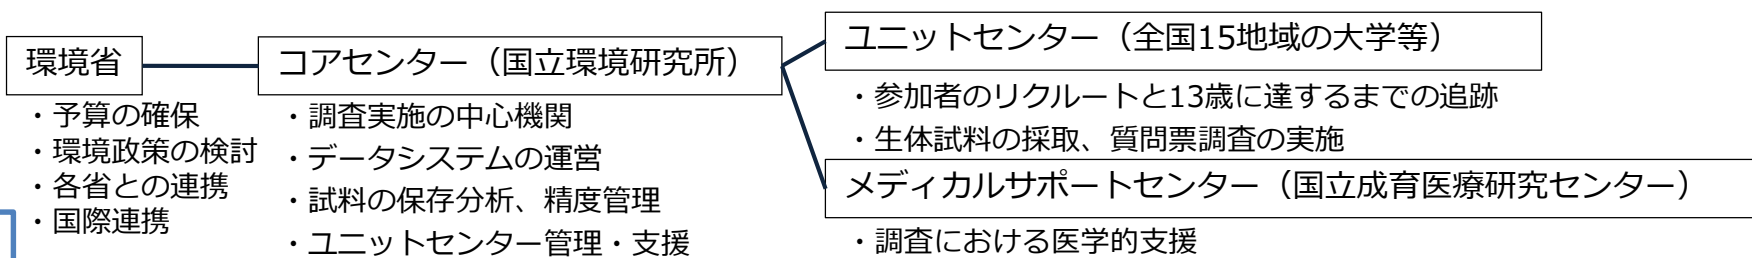 環境省
・予算の確保
・環境政策の検討
・各省との連携
・国際連携
コアセンター（国立環境研究所）
・調査実施の中心機関
・データシステムの運営
・試料の保存分析、精度管理
・ユニットセンター管理・支援
ユニットセンター（全国15地域の大学等）
・参加者のリクルートと13歳に達するまでの追跡
・生体試料の採取、質問票調査の実施
メディカルサポートセンター（国立成育医療研究センター）
・調査における医学的支援